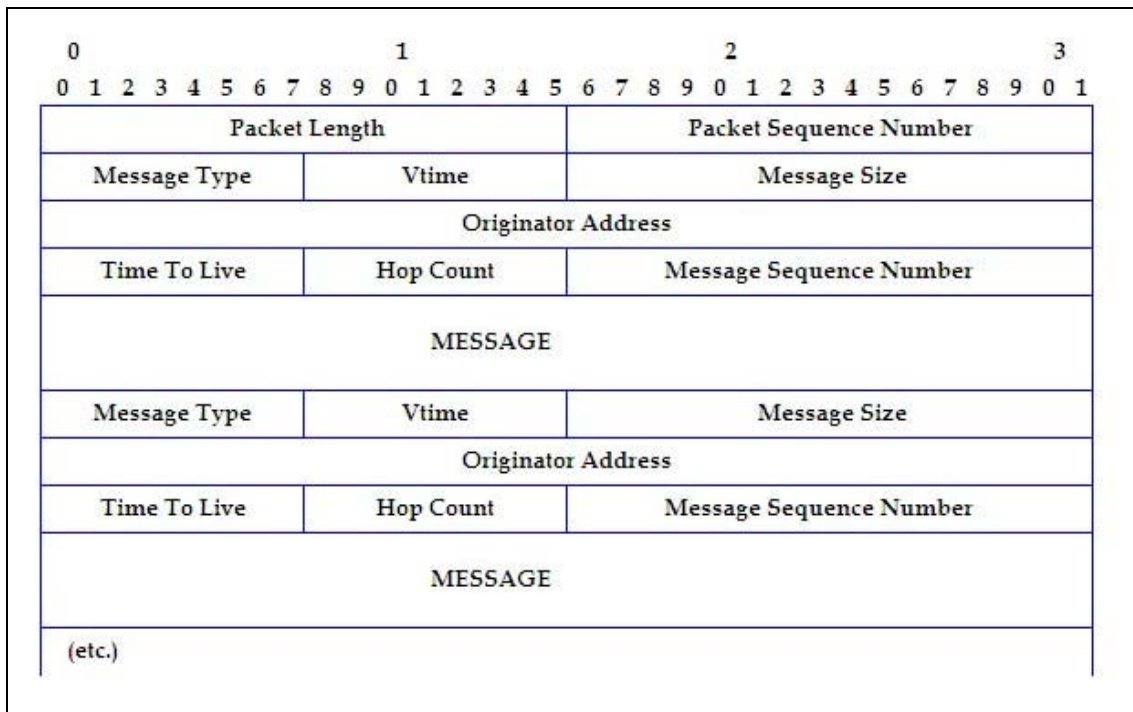 0 1 2 3
0 1 2 3 4 5 6 7 8 9 0 1 2 3 4 5 6 7 8 9 0 1 2 3 4 5 6 7 8 9 0 1
Packet Length Packet Sequence Number
Message Type Vtime Message Size
Originator Address
Time To Live Hop Count Message Sequence Number
MESSAGE
Message Type Vtime Message Size
Originator Address
Time To Live Hop Count Message Sequence Number
MESSAGE
(etc.)